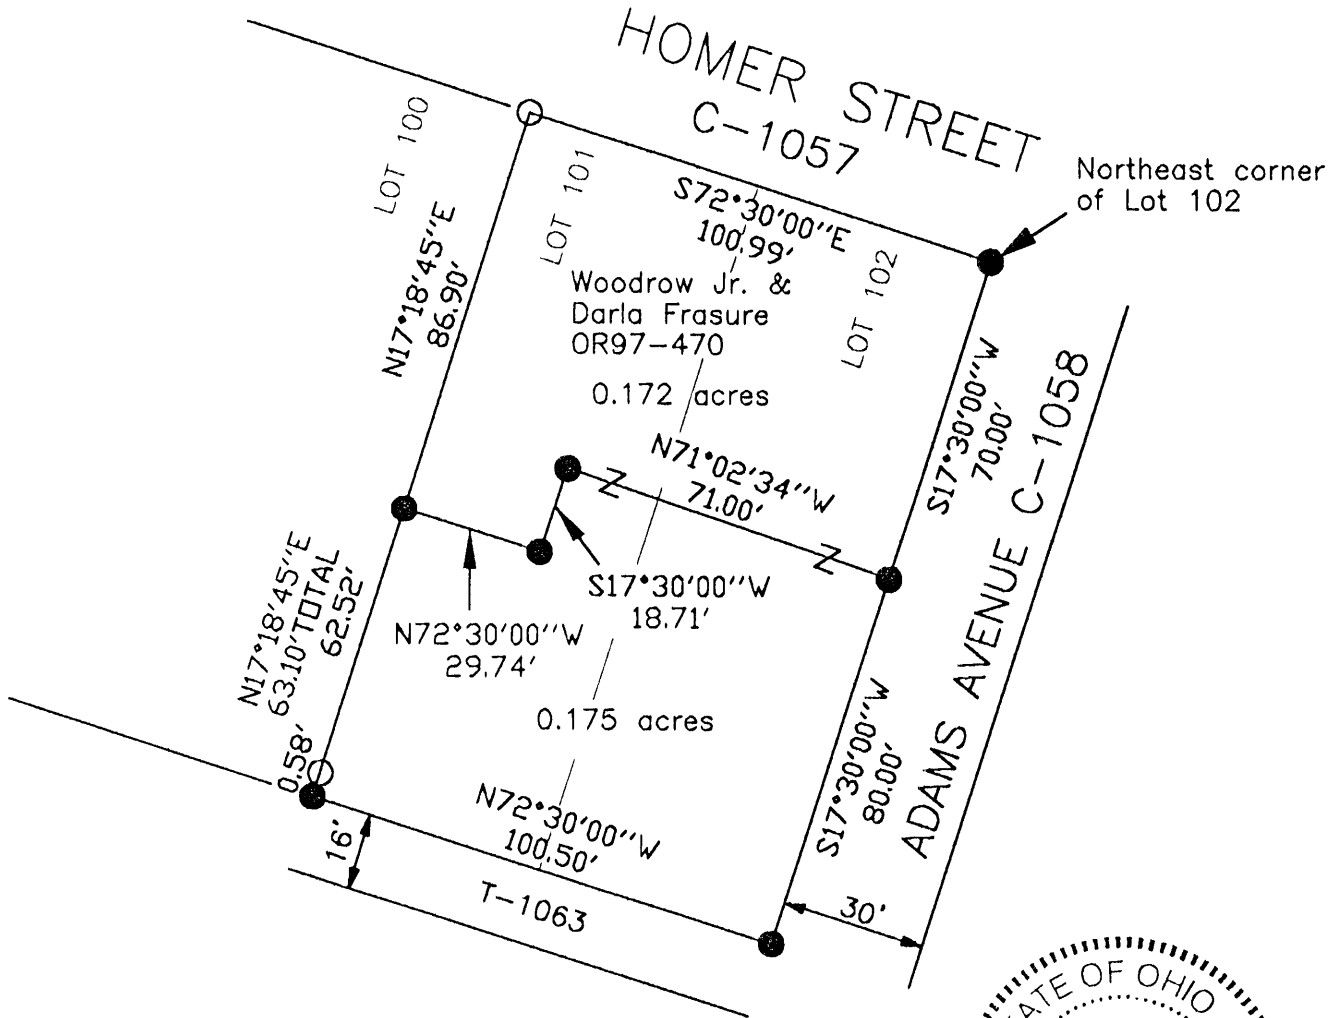 HOMER STREET
C-1057
Northeast corner
of Lot 102
LOT 100
LOT 101
S72°30'00''E
100.99'
LOT 102
N17°18'45''E
86.90'
Woodrow Jr. &
Darla Frasure
OR97-470
0.172 acres
S17°30'00''W
70.00'
N71°02'34''W
71.00'
ADAMS AVENUE C-1058
S17°30'00''W
18.71'
N72°30'00''W
29.74'
N17°18'45''E
63.10'TOTAL
62.52'
0.58'
0.175 acres
S17°30'00''W
80.00'
N72°30'00''W
100.50'
16'
T-1063
30'
OF OHIO